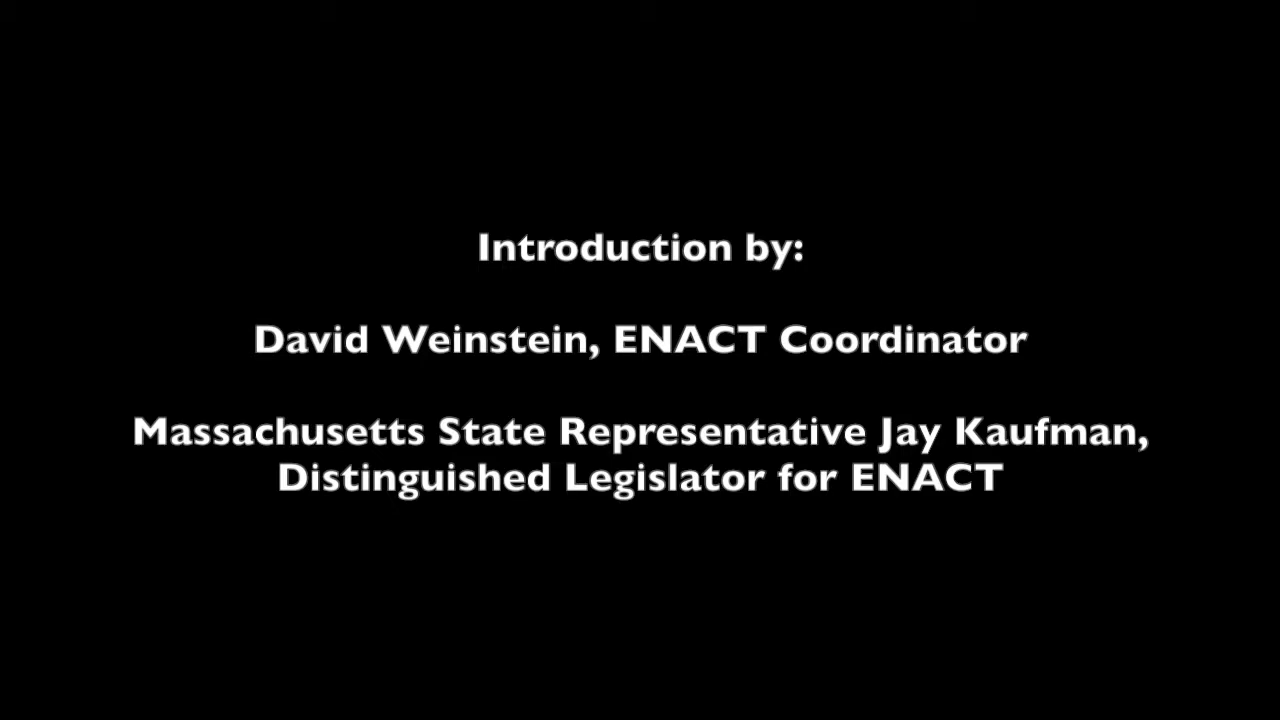 Introduction by:
David Weinstein, ENACT Coordinator
Massachusetts State Representative Jay Kaufman,
Distinguished Legislator for ENACT